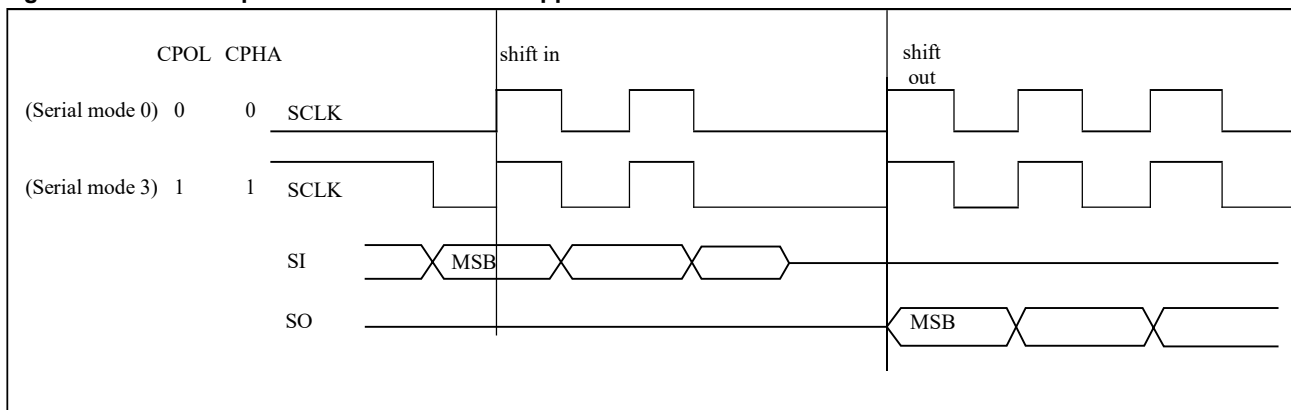 CPOL CPHA
shift in
shift
out
(Serial mode 0) 0 0 SCLK
(Serial mode 3) 1 1 SCLK
SI MSB
SO MSB